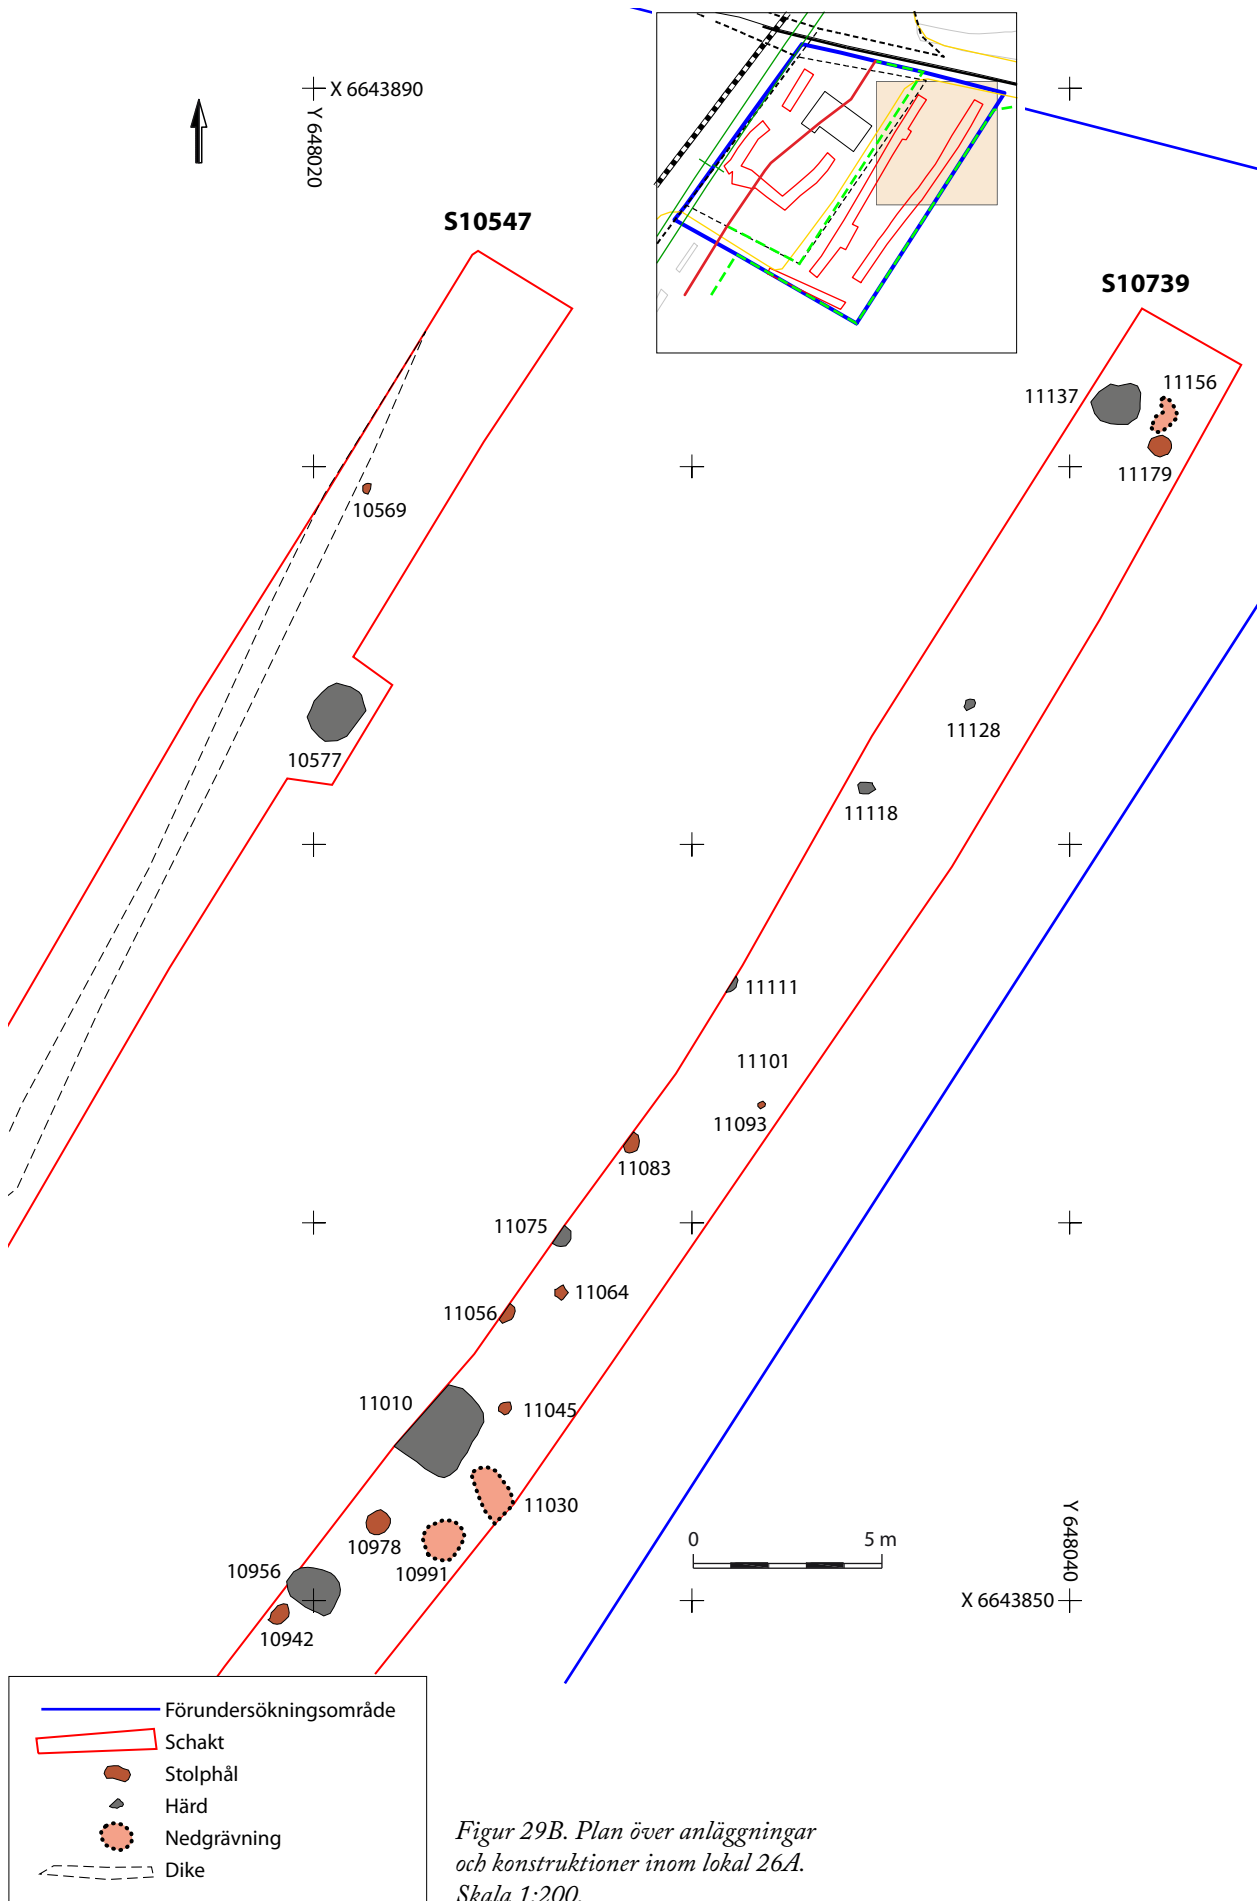 X 6643890
Y 648020
S10547
S10739
11137
11156
11179
10569
10577
11128
11118
11111
11101
11093
11083
11075
11064
11056
11010
11045
11030
10978
10991
10956
10942
0 5 m
Y 648040
X 6643850
Förundersökningsområde
Schakt
Stolphål
Härd
Nedgrävning
Dike
Figur 29B. Plan över anläggningar
och konstruktioner inom lokal 26A.
Skala 1:200.